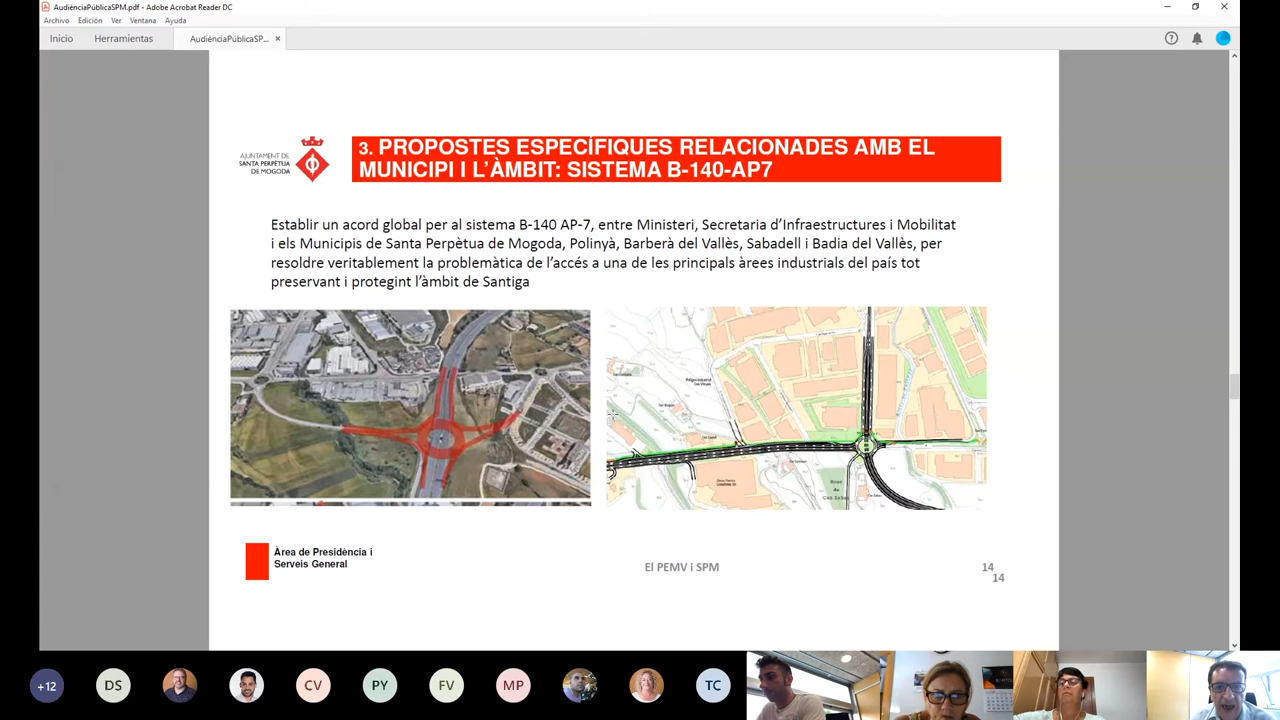 AudiènciaPúblicaSPM.pdf - Adobe Acrobat Reader DC
Archivo Edición Ver Ventana Ayuda
Inicio Herramientas AudiènciaPúblicaSP... ×
AJUNTAMENT DE
SANTA PERPÈTUA
DE MOGODA
3. PROPOSTES ESPECÍFIQUES RELACIONADES AMB EL
MUNICIPI I L'ÀMBIT: SISTEMA B-140-AP7
Establir un acord global per al sistema B-140 AP-7, entre Ministeri, Secretaria d'Infraestructures i Mobilitat
i els Municipis de Santa Perpètua de Mogoda, Polinyà, Barberà del Vallès, Sabadell i Badia del Vallès, per
resoldre veritablement la problemàtica de l'accés a una de les principals àrees industrials del país tot
preservant i protegint l'àmbit de Santiga
Àrea de Presidència i
Serveis General
El PEMV i SPM
14
14
+12 DS CV PY FV MP TC